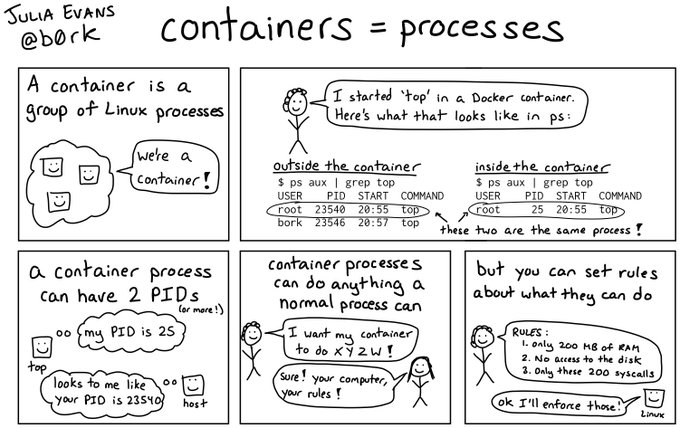 JULIA EVANS
@b0rk
containers = processes
A container is a
group of Linux processes
we're a
container!
I started 'top' in a Docker container.
Here's what that looks like in ps:
outside the container
$ ps aux | grep top
USER PID START COMMAND
root 23540 20:55 top
bork 23546 20:57 top
inside the container
$ ps aux | grep top
USER PID START COMMAND
root 25 20:55 top
these two are the same process!
a container process
can have 2 PIDs
(or more!)
my PID is 25
top
looks to me like
your PID is 23540
host
container processes
can do anything a
normal process can
I want my container
to do X Y Z W!
Sure! your computer,
your rules!
but you can set rules
about what they can do
RULES:
1. only 200 MB of RAM
2. No access to the disk
3. Only these 200 syscalls
ok I'll enforce those!
Linux